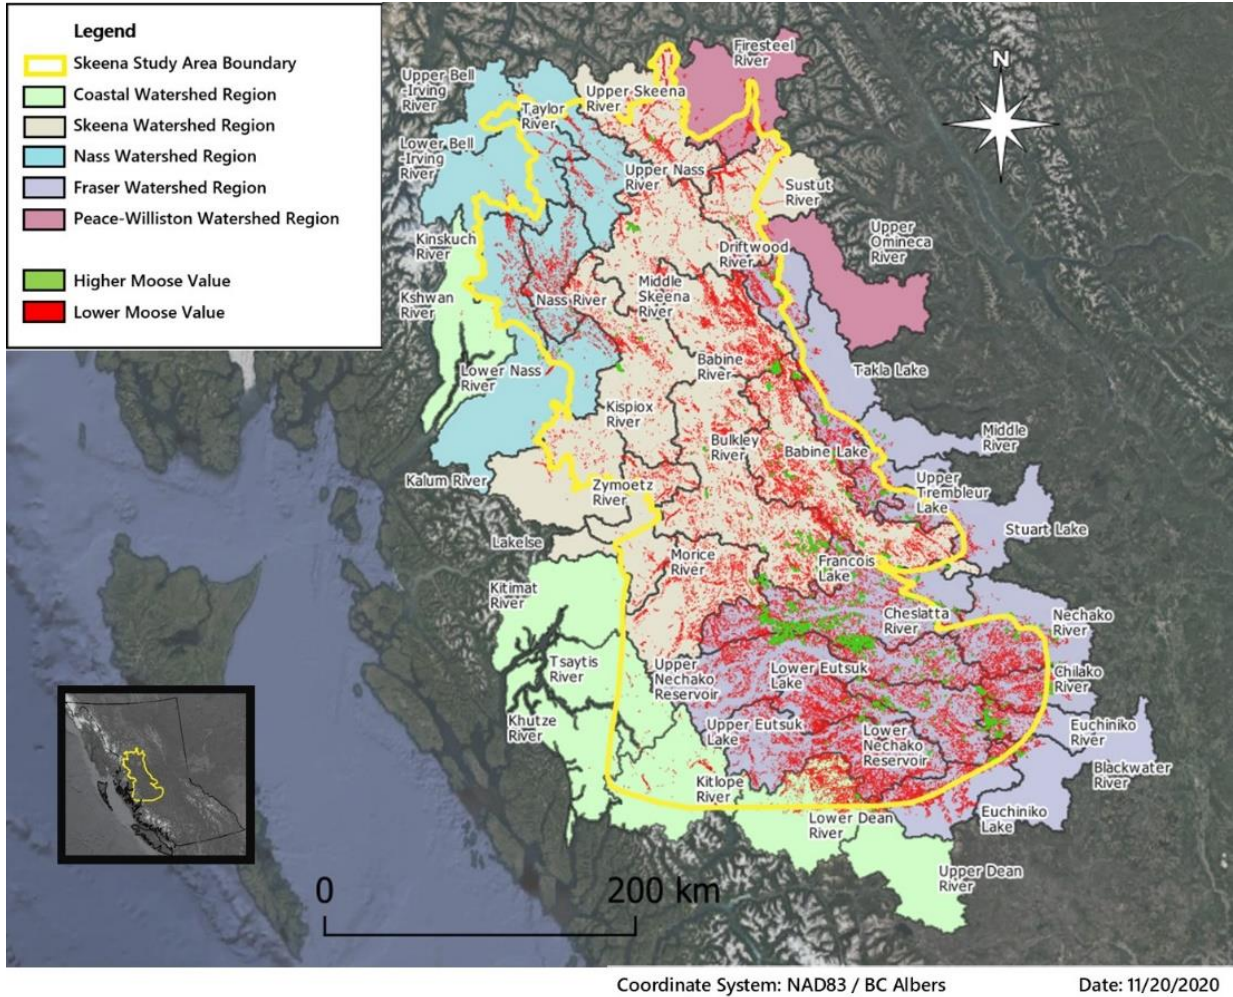 Legend
Skeena Study Area Boundary
Coastal Watershed Region
Skeena Watershed Region
Nass Watershed Region
Fraser Watershed Region
Peace-Williston Watershed Region
Higher Moose Value
Lower Moose Value
N
Firesteel
River
Upper Bell
-Irving
River
Upper Skeena
River
Taylor
River
Lower Bell
-Irving
River
Upper Nass
River
Sustut
River
Kinskuch
River
Driftwood
River
Upper
Omineca
River
Kshwan
River
Nass River
Middle
Skeena
River
Lower Nass
River
Babine
River
Takla Lake
Kispiox
River
Bulkley
River
Babine Lake
Middle
River
Kalum River
Zymoetz
River
Upper
Trembleur
Lake
Stuart Lake
Lakelse
Morice
River
Francois
Lake
Kitimat
River
Cheslatta
River
Nechako
River
Tsaytis
River
Upper
Nechako
Reservoir
Lower Eutsuk
Lake
Chilako
River
Khutze
River
Upper Eutsuk
Lake
Lower
Nechako
Reservoir
Euchiniko
River
Blackwater
River
Kitlope
River
Lower Dean
River
Euchiniko
Lake
Upper Dean
River
0 200 km
Coordinate System: NAD83 / BC Albers Date: 11/20/2020